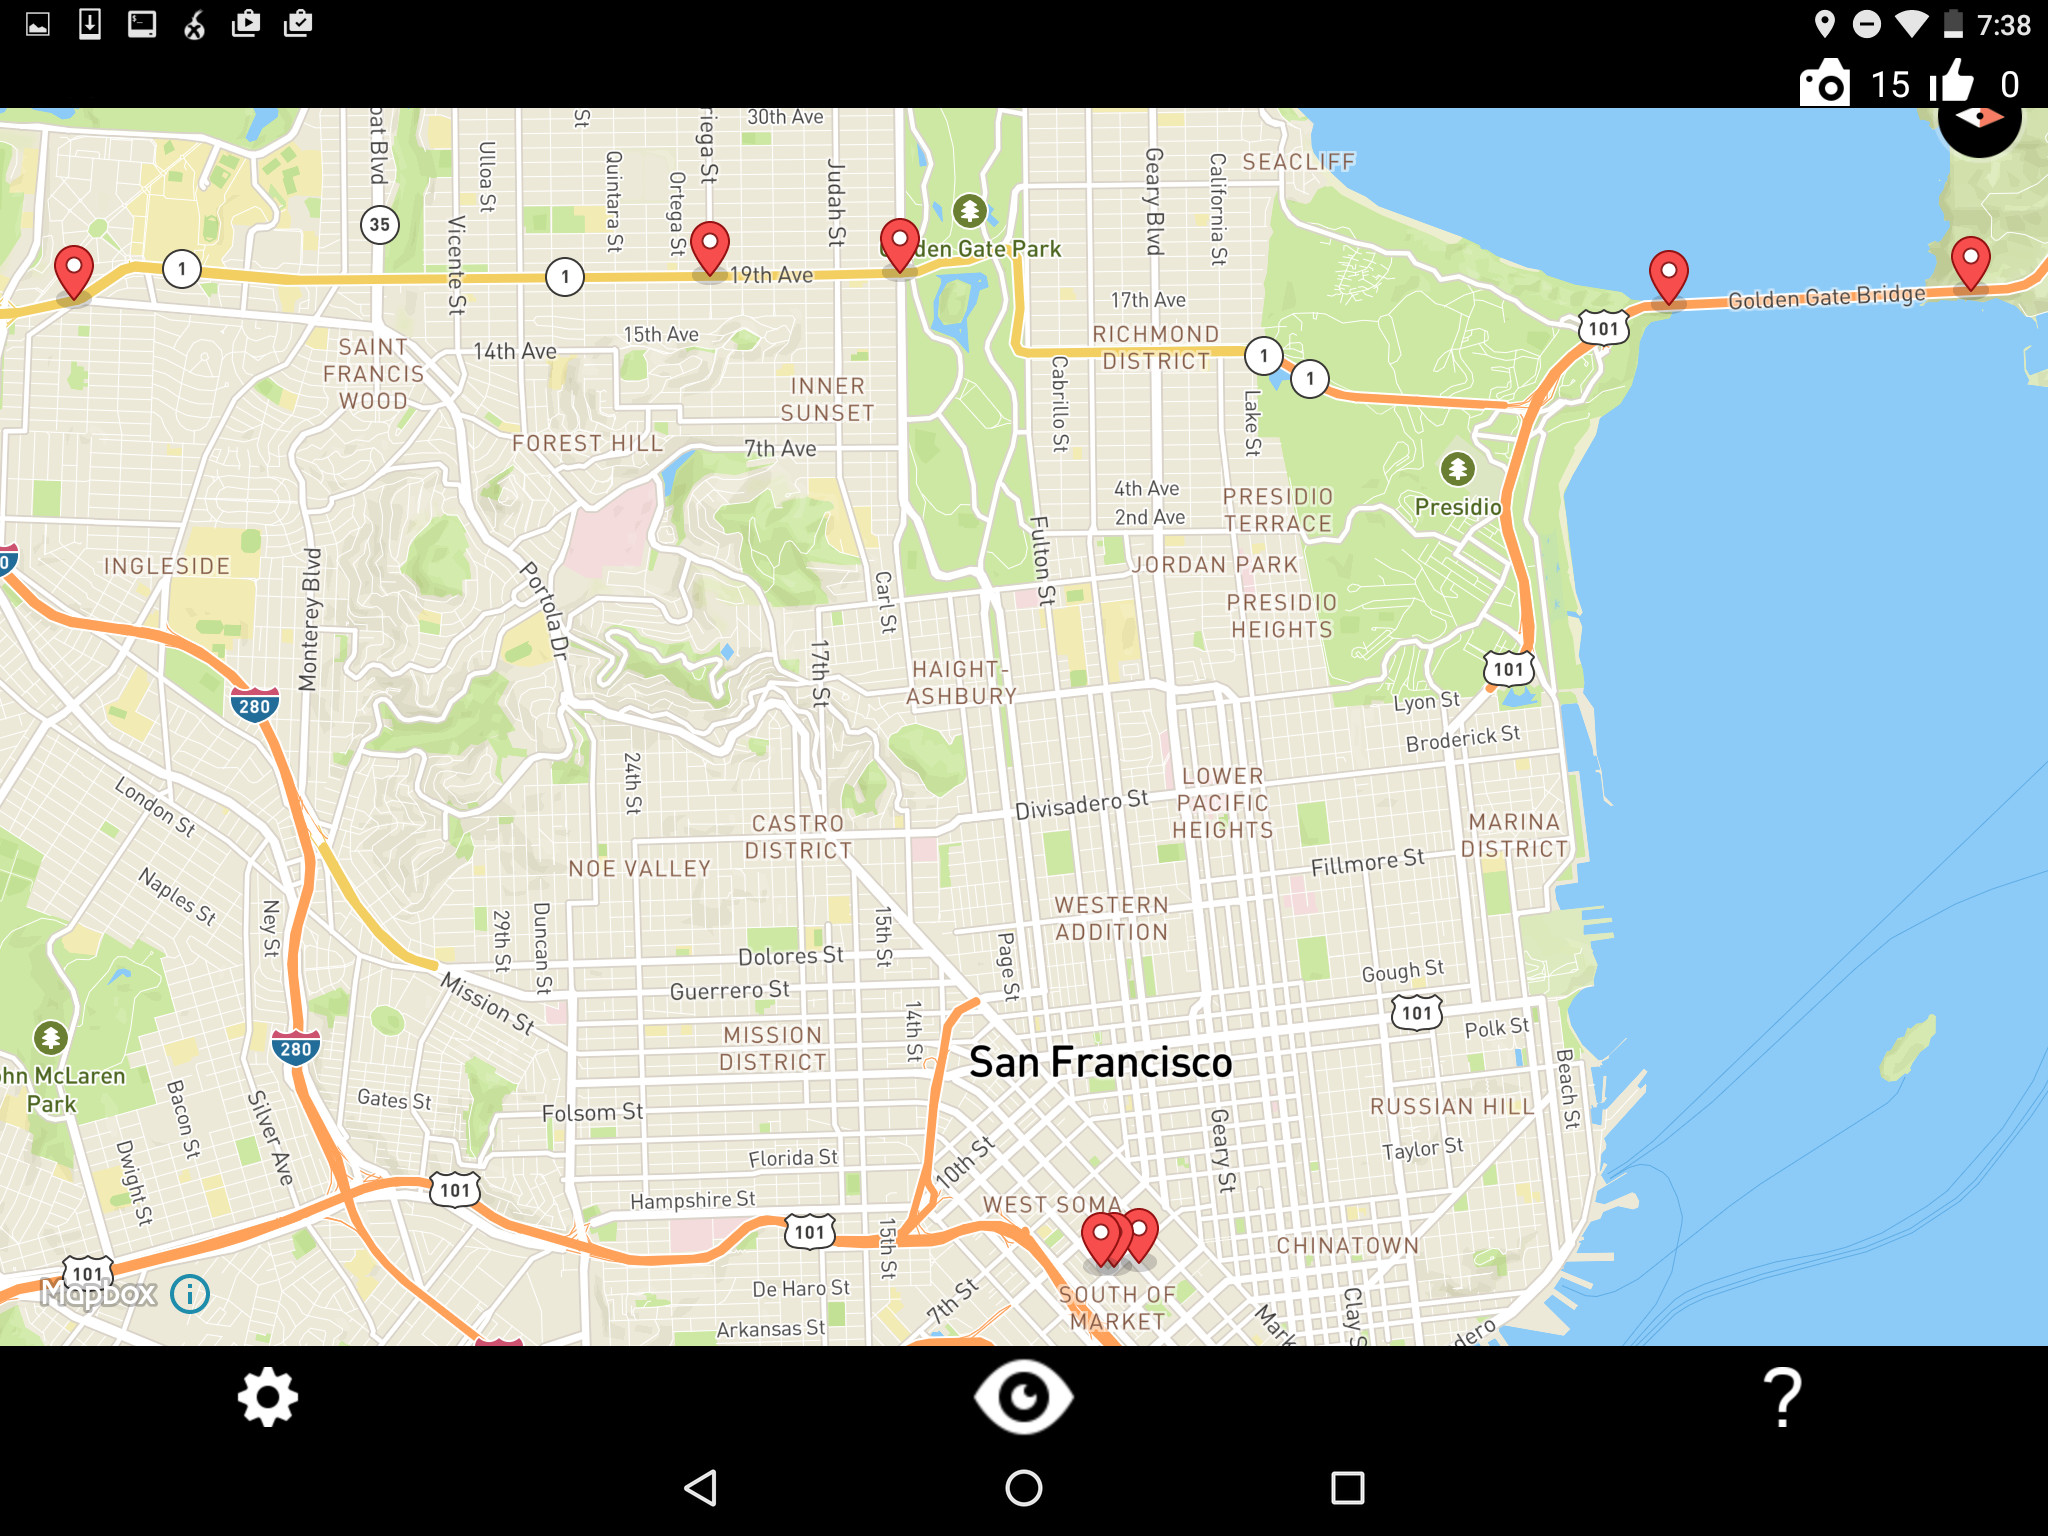 7:38
15 0
30th Ave
St
Ulloa St
Quintara St
Ortega St
Judah St
Geary Blvd
California St
SEACLIFF
35
Vicente St
Golden Gate Park
1
1
19th Ave
17th Ave
Golden Gate Bridge
101
15th Ave
14th Ave
RICHMOND
DISTRICT
1
1
SAINT
FRANCIS
WOOD
INNER
SUNSET
Cabrillo St
Lake St
FOREST HILL
7th Ave
4th Ave
2nd Ave
PRESIDIO
TERRACE
Presidio
INGLESIDE
Monterey Blvd
Portola Dr
Carl St
Fulton St
JORDAN PARK
PRESIDIO
HEIGHTS
17th St
HAIGHT-
ASHBURY
101
Lyon St
Broderick St
280
24th St
London St
LOWER
PACIFIC
HEIGHTS
Divisadero St
CASTRO
DISTRICT
MARINA
DISTRICT
NOE VALLEY
Fillmore St
Naples St
Ney St
29th St
Duncan St
15th St
WESTERN
ADDITION
Page St
Dolores St
Guerrero St
Mission St
Gough St
101
Polk St
14th St
MISSION
DISTRICT
San Francisco
280
John McLaren
Park
Bacon St
Silver Ave
Gates St
Folsom St
Beach St
RUSSIAN HILL
Geary St
Taylor St
Dwight St
Florida St
10th St
101
Hampshire St
WEST SOMA
101
15th St
CHINATOWN
101
Mapbox
De Haro St
7th St
SOUTH OF
MARKET
Arkansas St
Clay S
Mark
dero